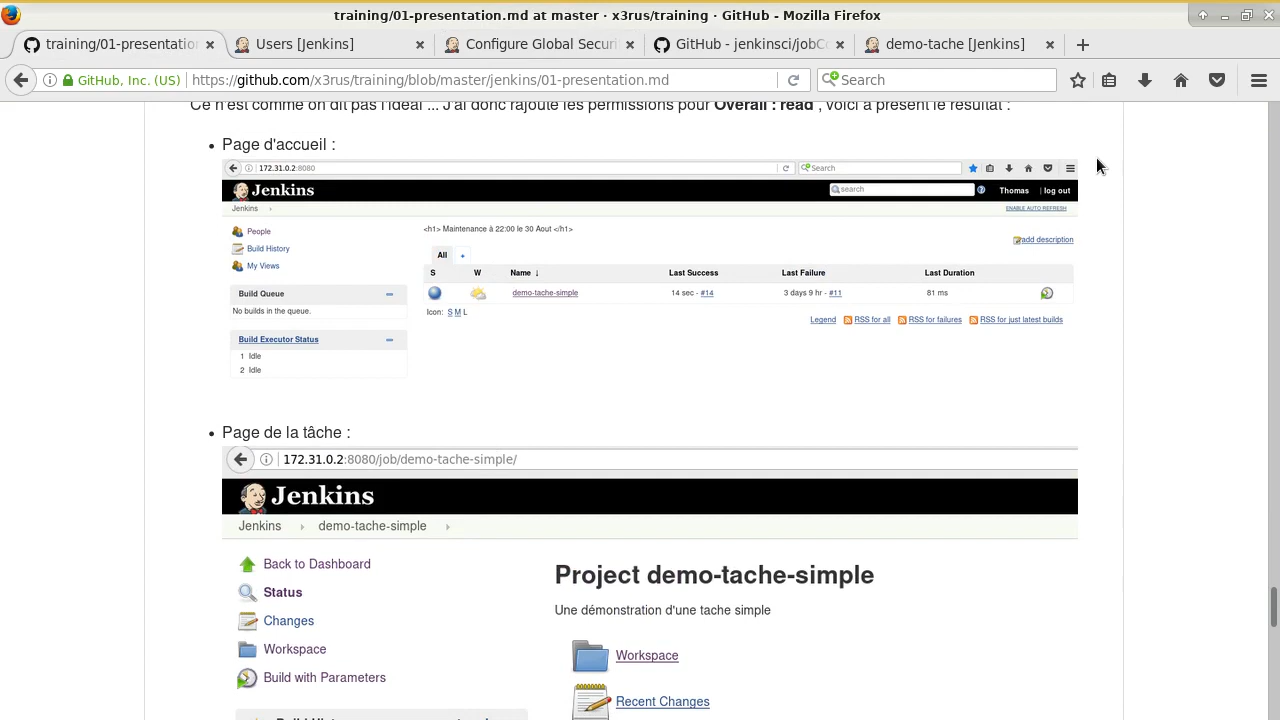 training/01-presentation.md at master · x3rus/training · GitHub - Mozilla Firefox
training/01-presentatio
Users [Jenkins]
Configure Global Securi
GitHub - jenkinsci/jobCo
demo-tache [Jenkins]
GitHub, Inc. (US)
https://github.com/x3rus/training/blob/master/jenkins/01-presentation.md
Search
Ce n'est comme on dit pas l'idéal ... J'ai donc rajouté les permissions pour Overall : read , voici à présent le résultat :
Page d'accueil :
172.31.0.2:8080
Search
Jenkins
search
Thomas
| log out
Jenkins
ENABLE AUTO REFRESH
People
Build History
My Views
<h1> Maintenance à 22:00 le 30 Aout </h1>
add description
All
+
S W Name ↓ Last Success Last Failure Last Duration
demo-tache-simple 14 sec - #14 3 days 9 hr - #11 81 ms
Icon: S M L
Legend RSS for all RSS for failures RSS for just latest builds
Build Queue
No builds in the queue.
Build Executor Status
1 Idle
2 Idle
Page de la tâche :
172.31.0.2:8080/job/demo-tache-simple/
Jenkins
Jenkins
demo-tache-simple
Back to Dashboard
Status
Changes
Workspace
Build with Parameters
Project demo-tache-simple
Une démonstration d'une tache simple
Workspace
Recent Changes